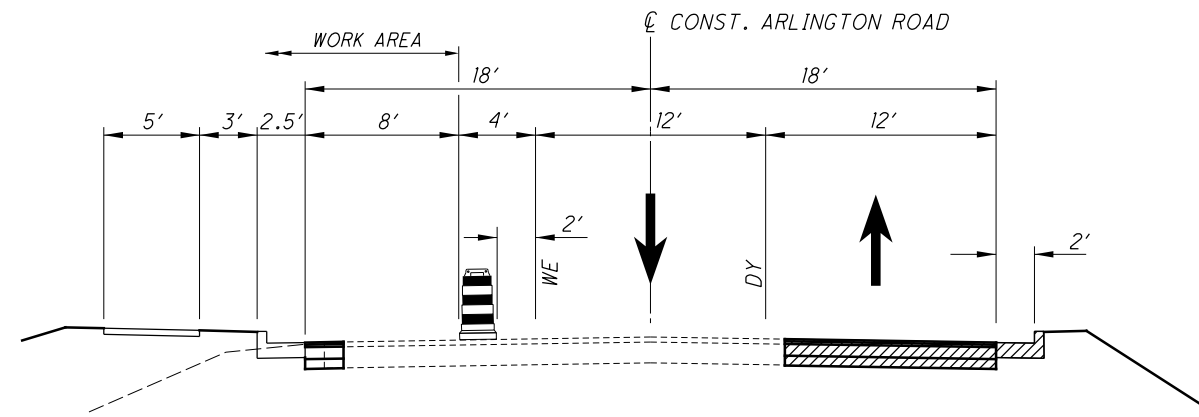 ℄ CONST. ARLINGTON ROAD
WORK AREA
18' 18'
5' 3' 2.5' 8' 4' 12' 12'
2' 2'
WE DY